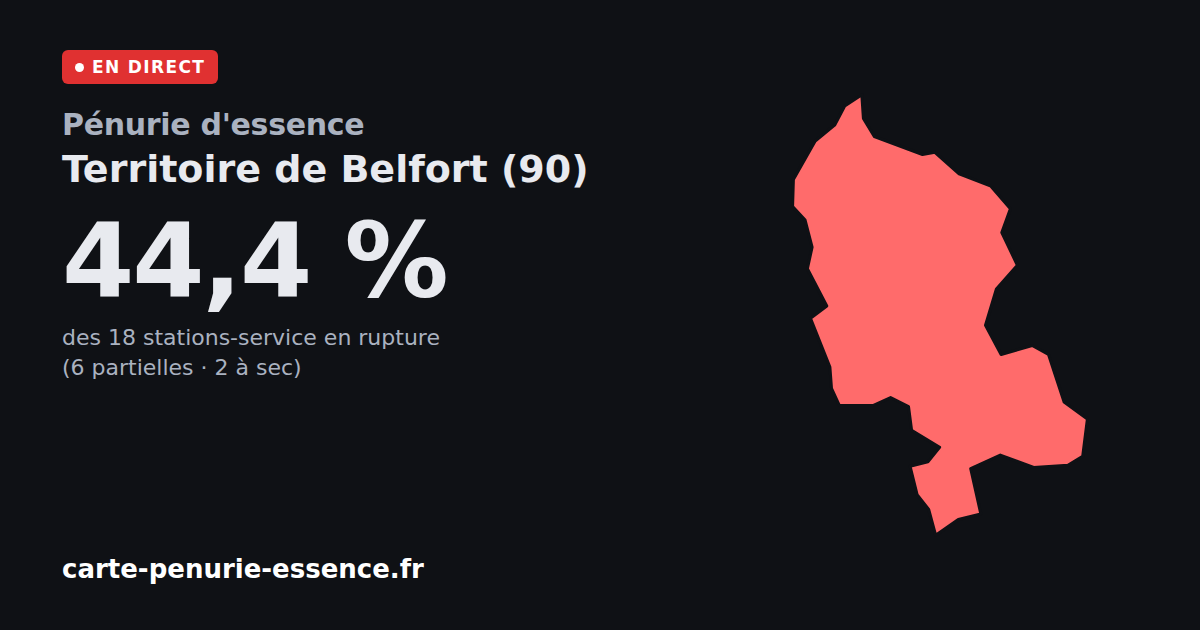 EN DIRECT
Pénurie d'essence
Territoire de Belfort (90)
44,4 %
des 18 stations-service en rupture
(6 partielles · 2 à sec)
carte-penurie-essence.fr